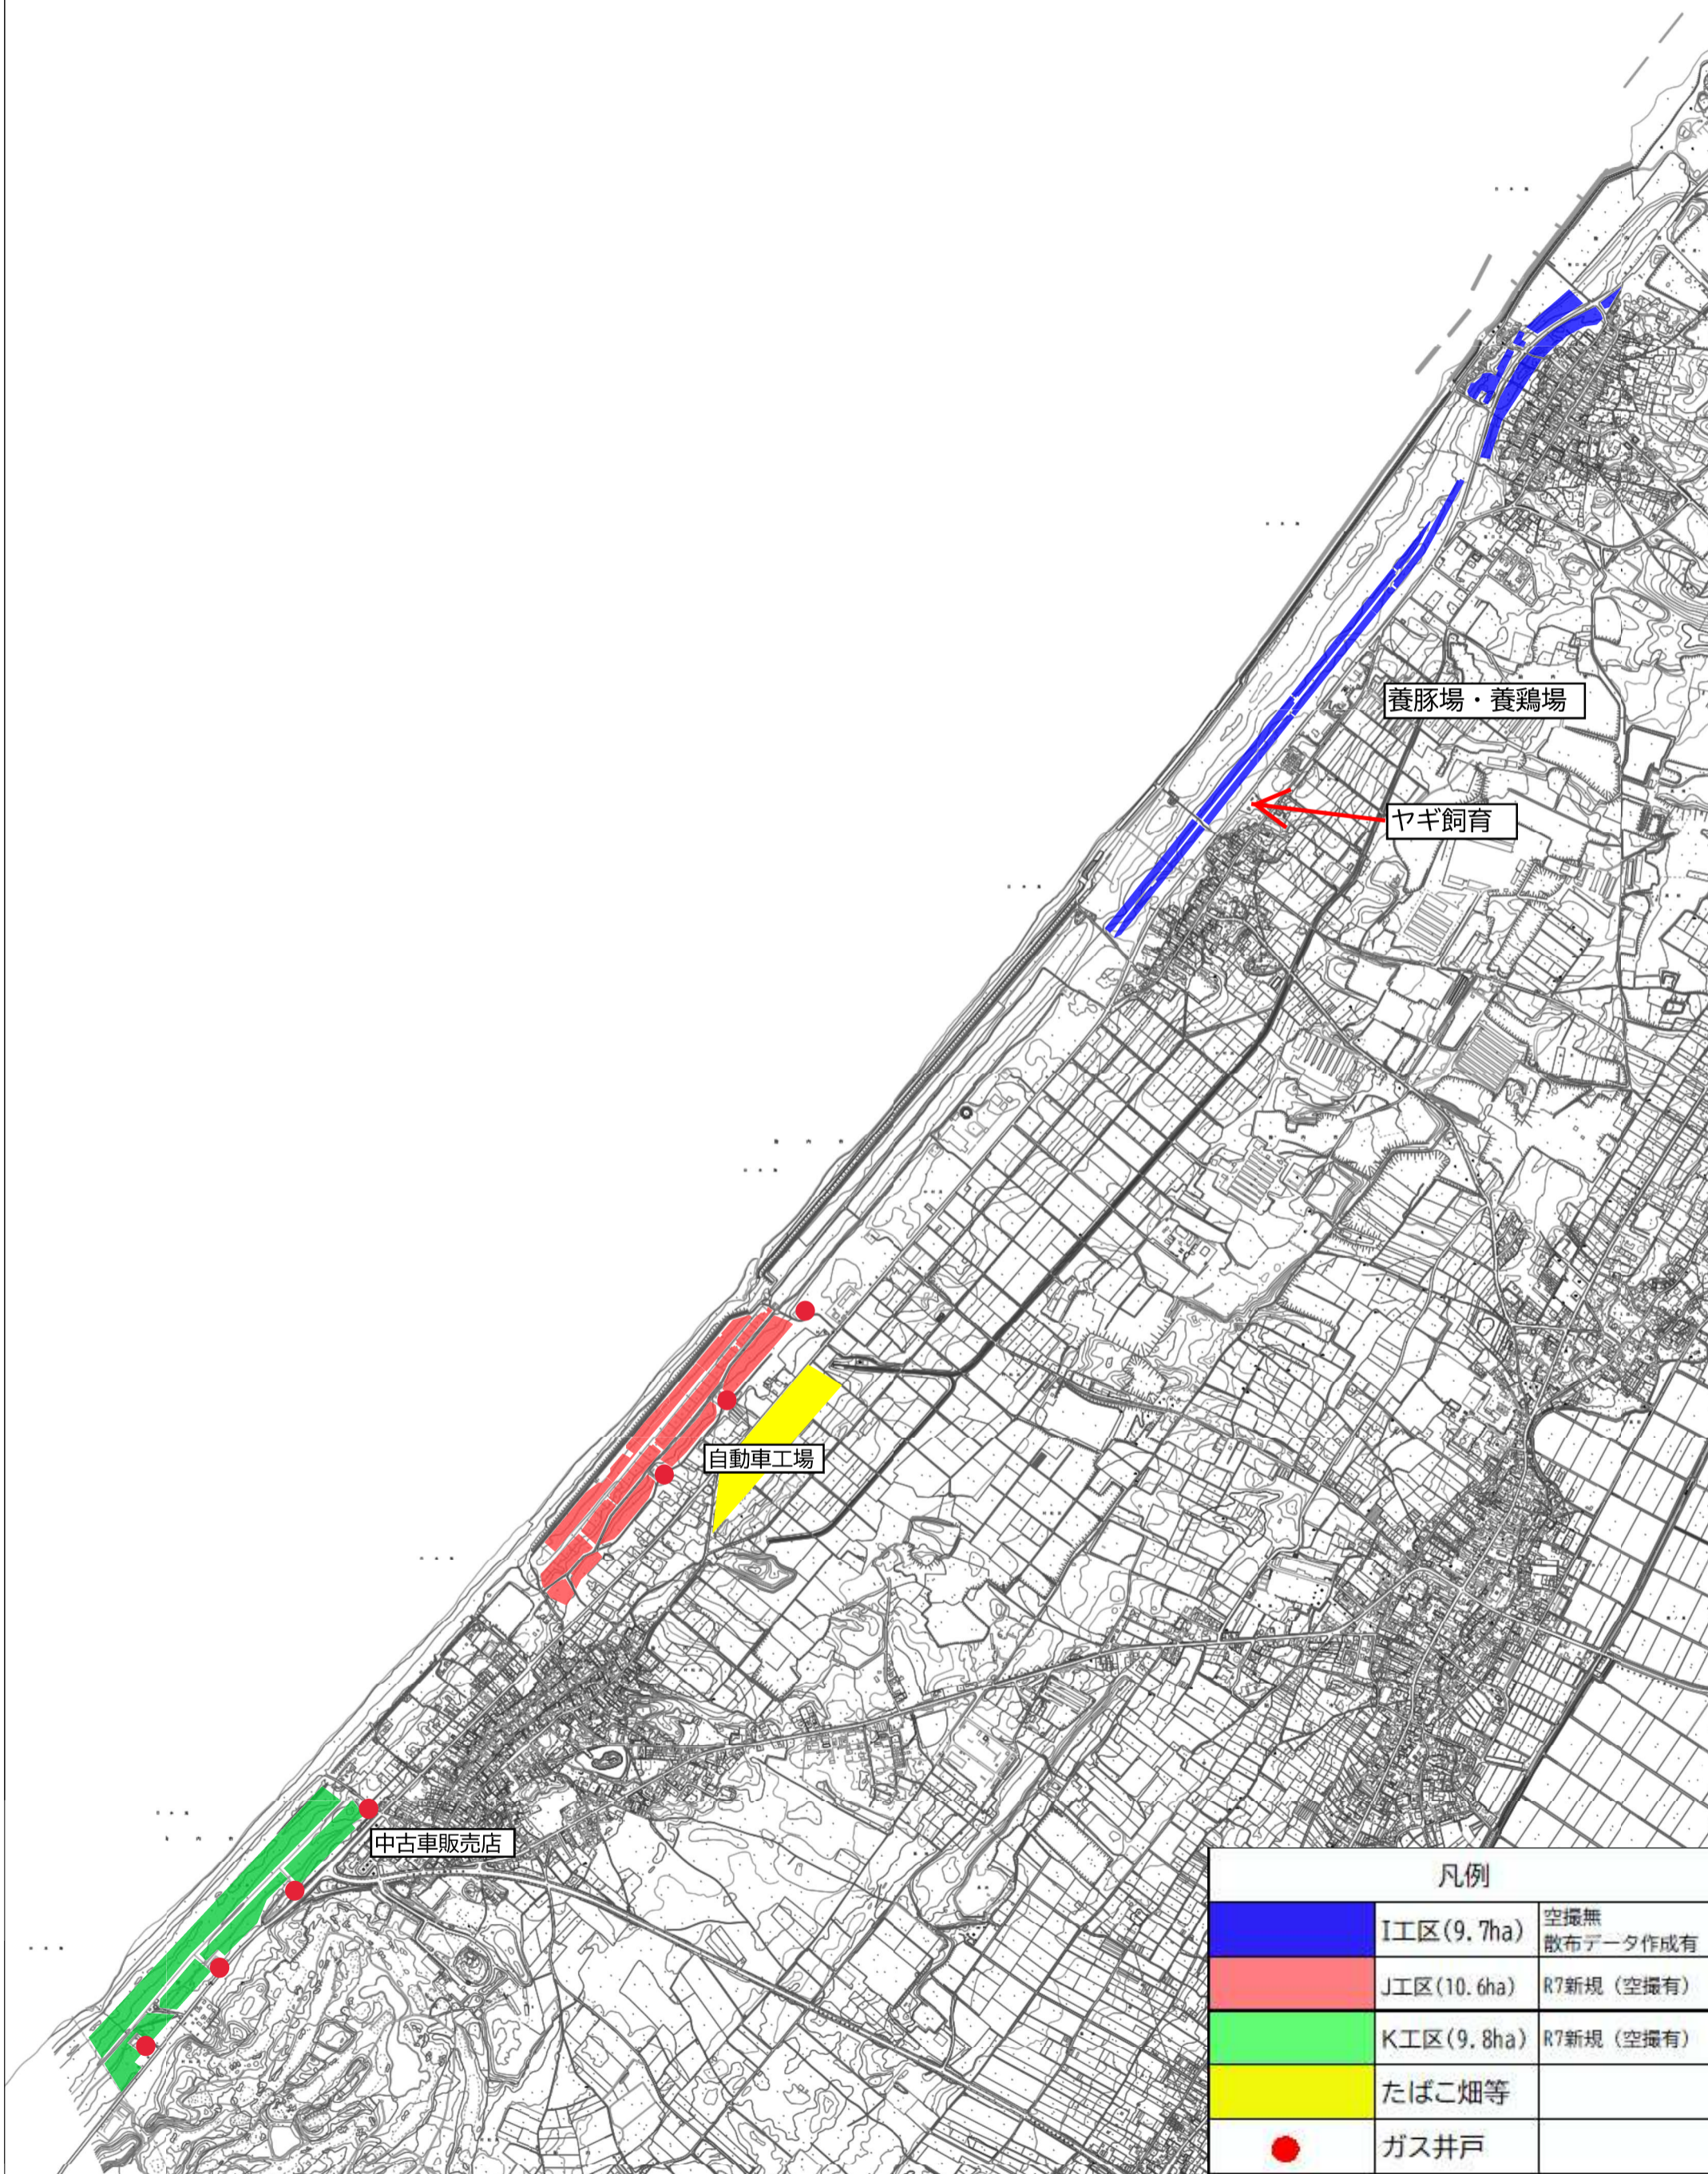 養豚場・養鶏場
ヤギ飼育
自動車工場
中古車販売店
凡例
I工区(9.7ha)
空撮無
散布データ作成有
J工区(10.6ha)
R7新規（空撮有）
K工区(9.8ha)
R7新規（空撮有）
たばこ畑等
ガス井戸